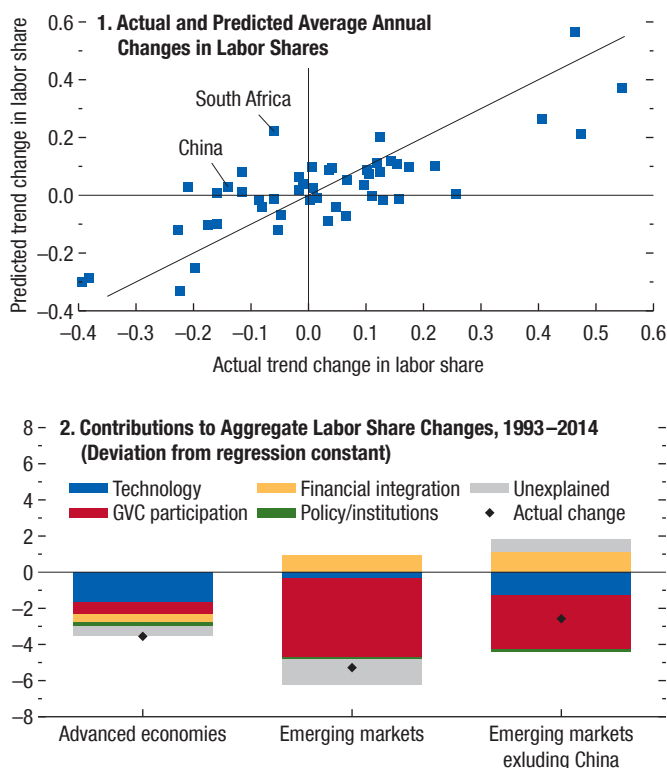 1. Actual and Predicted Average Annual
Changes in Labor Shares
Predicted trend change in labor share
0.6
0.4
0.2
0.0
–0.2
–0.4
South Africa
China
–0.4 –0.3 –0.2 –0.1 0.0 0.1 0.2 0.3 0.4 0.5 0.6
Actual trend change in labor share
2. Contributions to Aggregate Labor Share Changes, 1993–2014
(Deviation from regression constant)
Technology Financial integration Unexplained
GVC participation Policy/institutions Actual change
8
6
4
2
0
–2
–4
–6
–8
Advanced economies Emerging markets Emerging markets
exluding China